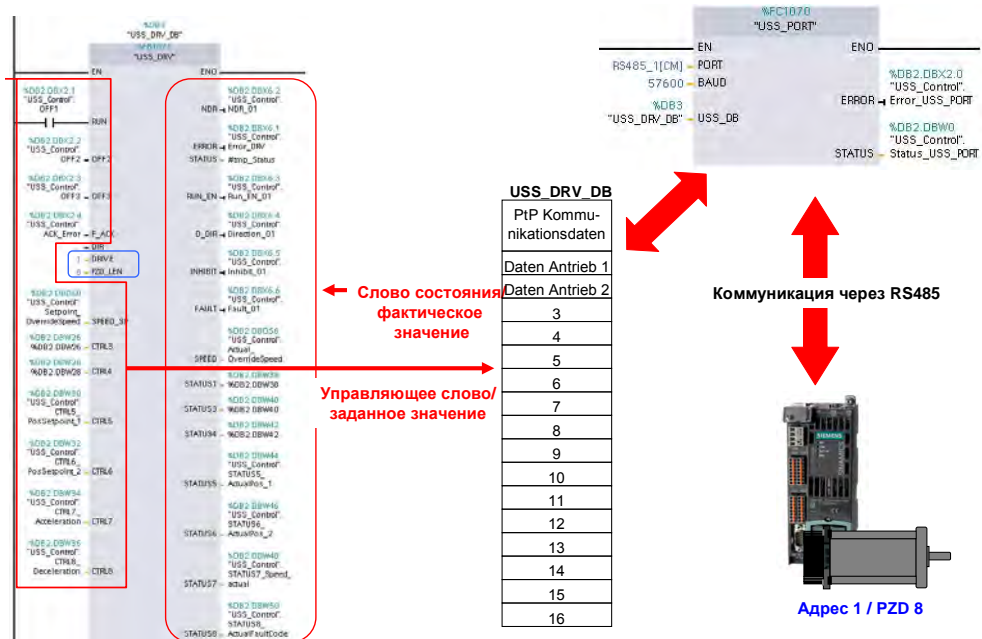 "USS_DRV_DB"
"USS_DRV"
EN
ENO
%DB2.DBX2.1
"USS_Control".
OFF1
RUN
%DB2.DBX2.2
"USS_Control".
OFF2
OFF2
%DB2.DBX2.3
"USS_Control".
OFF3
OFF3
%DB2.DBX2.4
"USS_Control".
ACK_Error
F_ACK
DIR
1
DRIVE
8
PZD_LEN
"USS_Control".
Setpoint_
OverrideSpeed
%DB2.DBW26
%DB2.DBW26
CTRL3
%DB2.DBW28
%DB2.DBW28
CTRL4
%DB2.DBW30
"USS_Control".
CTRL5_
PosSetpoint_1
CTRL5
%DB2.DBW32
"USS_Control".
CTRL6_
PosSetpoint_2
CTRL6
%DB2.DBW34
"USS_Control".
CTRL7_
Acceleration
CTRL7
%DB2.DBW36
"USS_Control".
CTRL8_
Deceleration
CTRL8
%DB2.DBX6.2
"USS_Control".
NDR
NDR_01
%DB2.DBX6.1
"USS_Control".
ERROR
Error_DRV
STATUS
#tmp_Status
%DB2.DBX6.3
"USS_Control".
RUN_EN
Run_EN_01
%DB2.DBX6.4
"USS_Control".
D_DIR
Direction_01
%DB2.DBX6.5
"USS_Control".
INHIBIT
Inhibit_01
%DB2.DBX6.6
"USS_Control".
FAULT
Fault_01
"USS_Control".
Actual_
SPEED
OverrideSpeed
%DB2.DBW38
STATUS1
%DB2.DBW38
%DB2.DBW40
STATUS3
%DB2.DBW40
%DB2.DBW42
STATUS4
%DB2.DBW42
%DB2.DBW44
"USS_Control".
STATUS5_
STATUS5
ActualPos_1
%DB2.DBW46
"USS_Control".
STATUS6_
STATUS6
ActualPos_2
"USS_Control".
STATUS7_Speed_
STATUS7
actual
%DB2.DBW50
"USS_Control".
STATUS8_
STATUS8
ActualFaultCode
Слово состояния/
фактическое
значение
Управляющее слово/
заданное значение
USS_DRV_DB
PtP Kommu-
nikationsdaten
Daten Antrieb 1
Daten Antrieb 2
3
4
5
6
7
8
9
10
11
12
13
14
15
16
%FC1070
"USS_PORT"
EN
ENO
RS485_1[CM]
PORT
57600
BAUD
%DB3
"USS_DRV_DB"
USS_DB
%DB2.DBX2.0
"USS_Control".
ERROR
Error_USS_PORT
%DB2.DBW0
"USS_Control".
STATUS
Status_USS_PORT
Коммуникация через RS485
SIEMENS
Адрес 1 / PZD 8